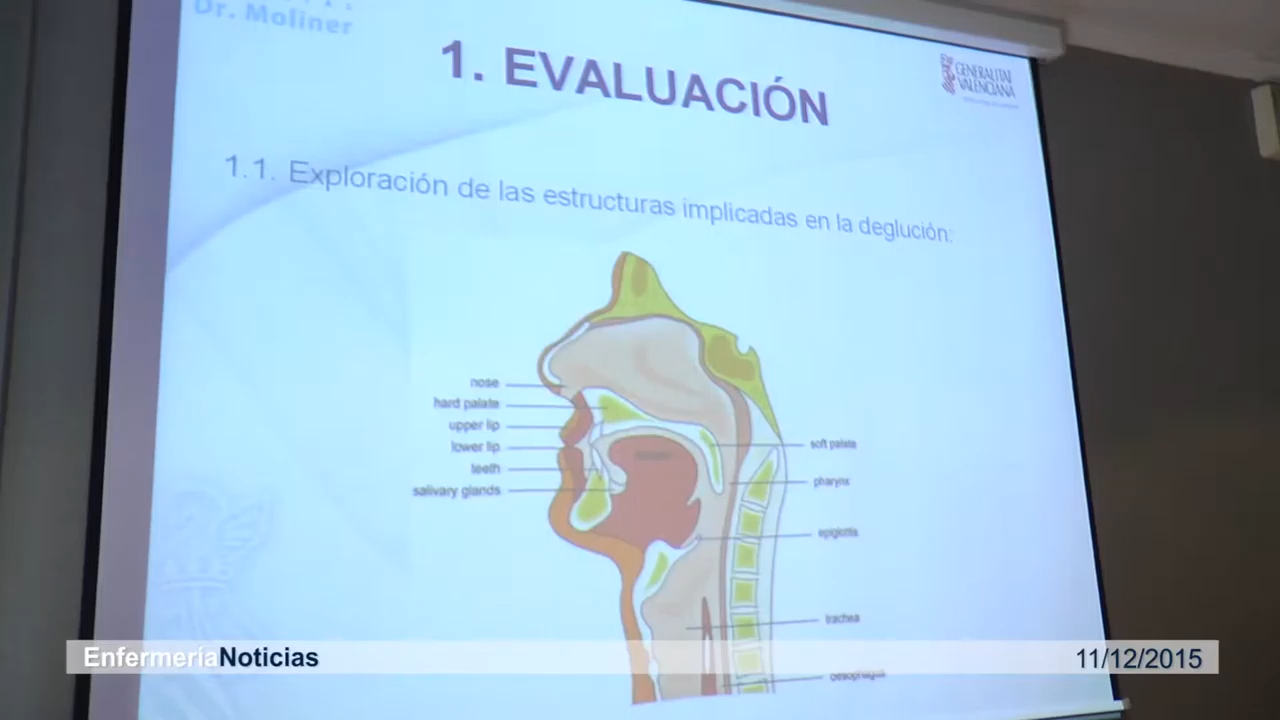 Dr. Moliner
1. EVALUACIÓN
GENERALITAT
VALENCIANA
1.1. Exploración de las estructuras implicadas en la deglución:
nose
hard palate
upper lip
lower lip
teeth
salivary glands
soft palate
pharynx
epiglottis
trachea
oesophagus
EnfermeríaNoticias
11/12/2015